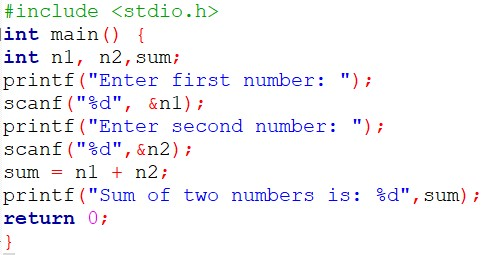 #include <stdio.h>
int main() {
int n1, n2,sum;
printf("Enter first number: ");
scanf("%d", &n1);
printf("Enter second number: ");
scanf("%d",&n2);
sum = n1 + n2;
printf("Sum of two numbers is: %d",sum);
return 0;
}